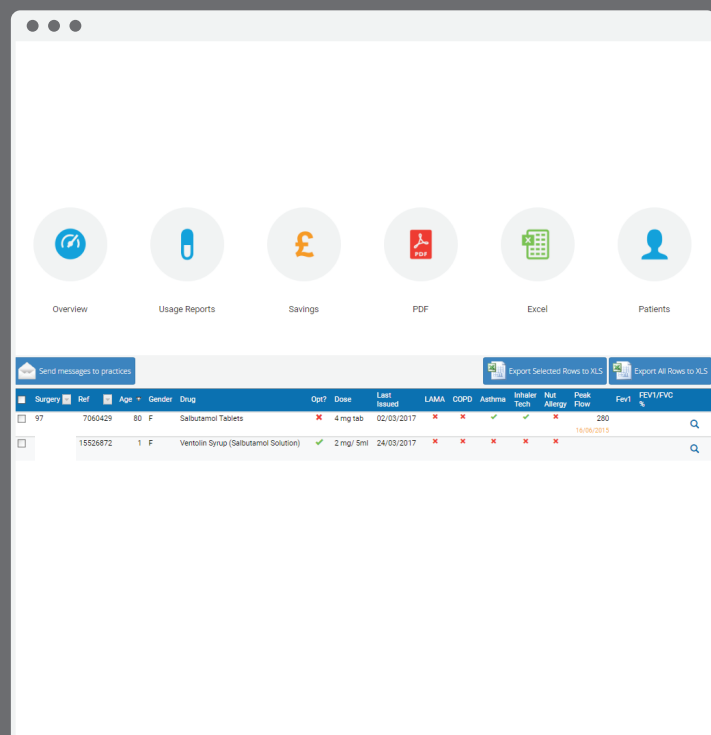 PDF
Overview
Usage Reports
Savings
PDF
Excel
Patients
Send messages to practices
Export Selected Rows to XLS
Export All Rows to XLS
Surgery Ref Age Gender Drug Opt? Dose Last Issued LAMA COPD Asthma Inhaler Tech Nut Allergy Peak Flow Fev1 FEV1/FVC %
97 7060429 80 F Salbutamol Tablets 4 mg tab 02/03/2017 280
16/06/2015
15526872 1 F Ventolin Syrup (Salbutamol Solution) 2 mg/ 5ml 24/03/2017